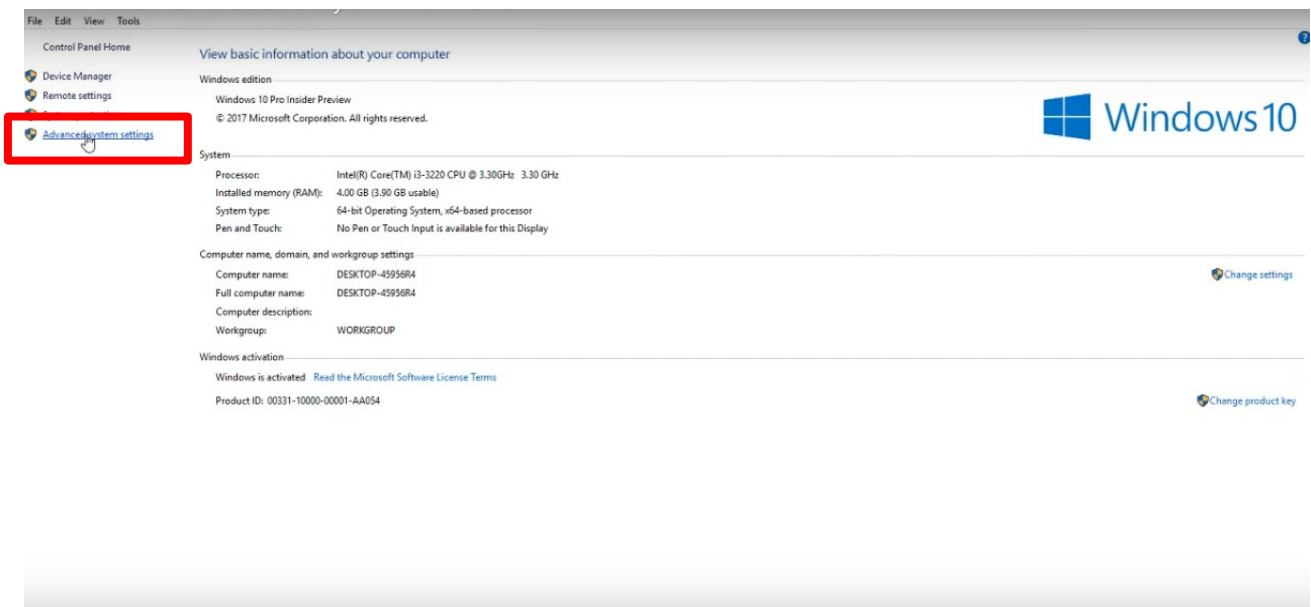 File Edit View Tools
Control Panel Home
Device Manager
Remote settings
Advanced system settings
View basic information about your computer
Windows edition
Windows 10 Pro Insider Preview
© 2017 Microsoft Corporation. All rights reserved.
Windows 10
System
Processor: Intel(R) Core(TM) i3-3220 CPU @ 3.30GHz 3.30 GHz
Installed memory (RAM): 4.00 GB (3.90 GB usable)
System type: 64-bit Operating System, x64-based processor
Pen and Touch: No Pen or Touch Input is available for this Display
Computer name, domain, and workgroup settings
Computer name: DESKTOP-45956R4
Change settings
Full computer name: DESKTOP-45956R4
Computer description:
Workgroup: WORKGROUP
Windows activation
Windows is activated Read the Microsoft Software License Terms
Product ID: 00331-10000-00001-AA054
Change product key